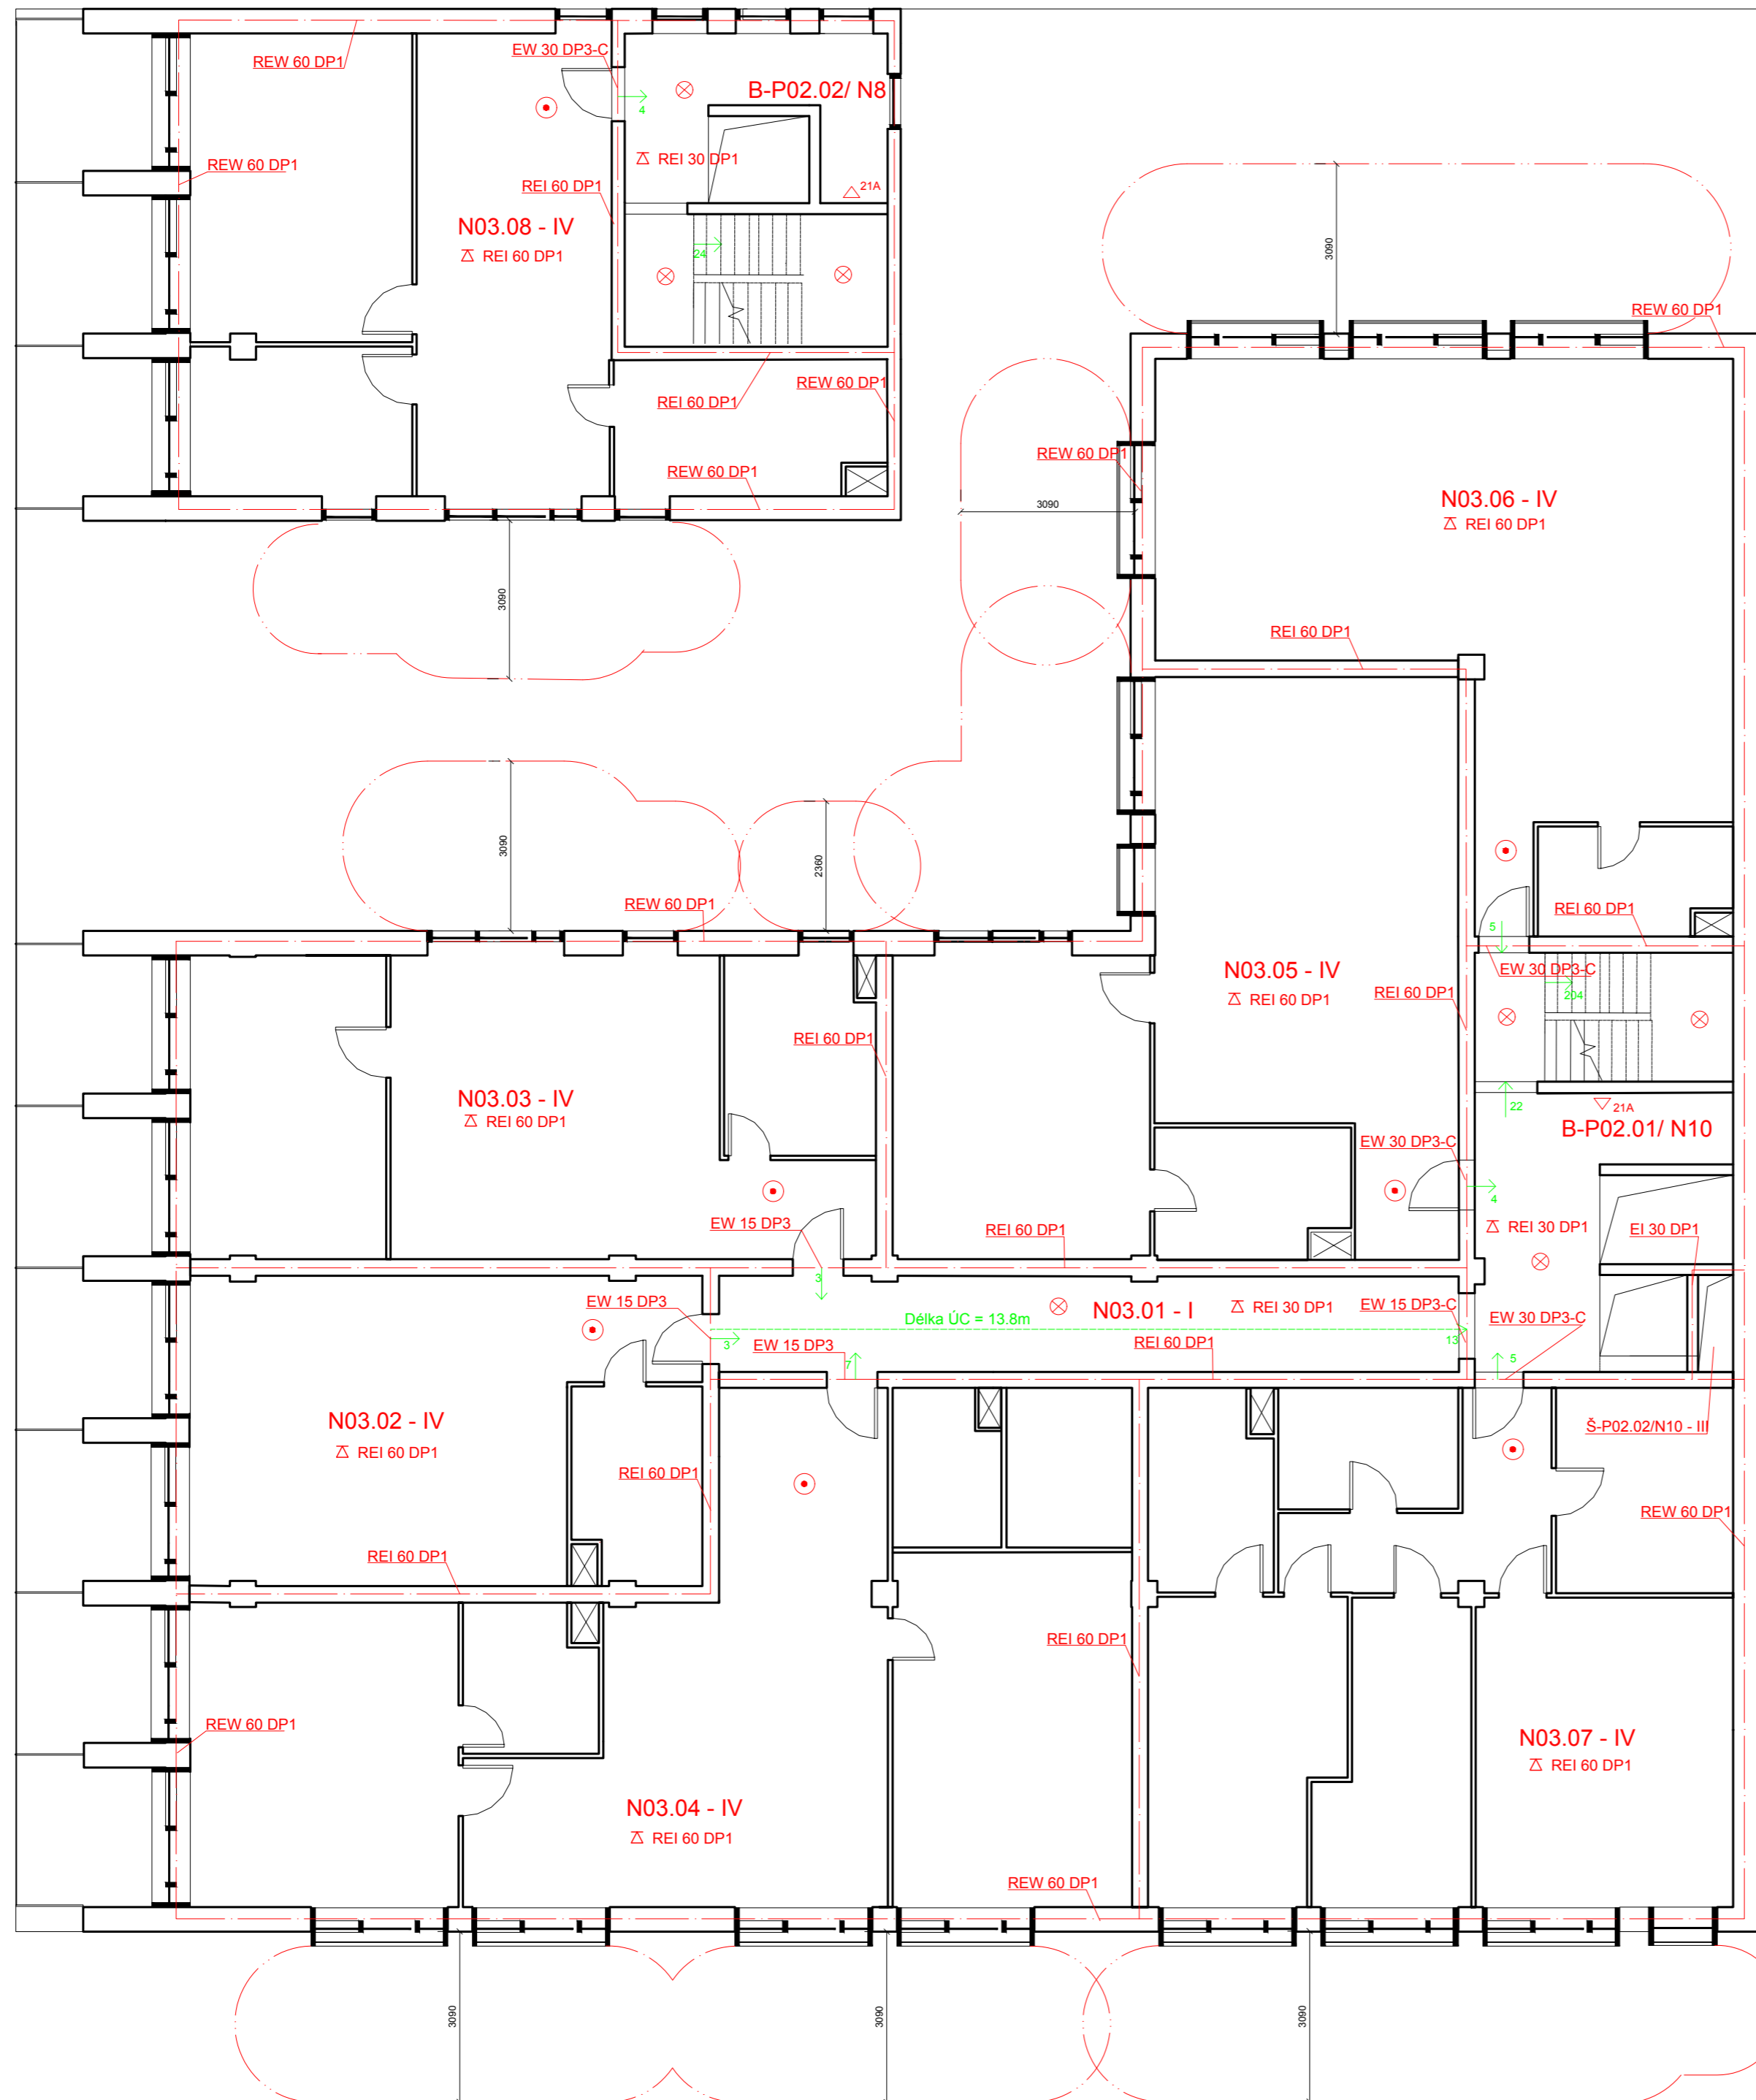 REW 60 DP1
EW 30 DP3-C
B-P02.02/ N8
4
REI 30 DP1
REW 60 DP1
REI 60 DP1
21A
N03.08 - IV
REI 60 DP1
24
3090
REW 60 DP1
REW 60 DP1
REI 60 DP1
REW 60 DP1
REW 60 DP1
3090
N03.06 - IV
REI 60 DP1
3090
REI 60 DP1
3090
2360
REW 60 DP1
REI 60 DP1
5
EW 30 DP3-C
N03.05 - IV
REI 60 DP1
REI 60 DP1
204
REI 60 DP1
N03.03 - IV
REI 60 DP1
22
21A
B-P02.01/ N10
EW 30 DP3-C
4
EW 15 DP3
REI 60 DP1
REI 30 DP1
EI 30 DP1
3
N03.01 - I
REI 30 DP1
EW 15 DP3
EW 15 DP3-C
Délka ÚC = 13.8m
EW 30 DP3-C
3
EW 15 DP3
REI 60 DP1
13
7
5
N03.02 - IV
REI 60 DP1
Š-P02.02/N10 - III
REI 60 DP1
REW 60 DP1
REI 60 DP1
REI 60 DP1
REW 60 DP1
N03.07 - IV
REI 60 DP1
N03.04 - IV
REI 60 DP1
REW 60 DP1
3090
3090
3090